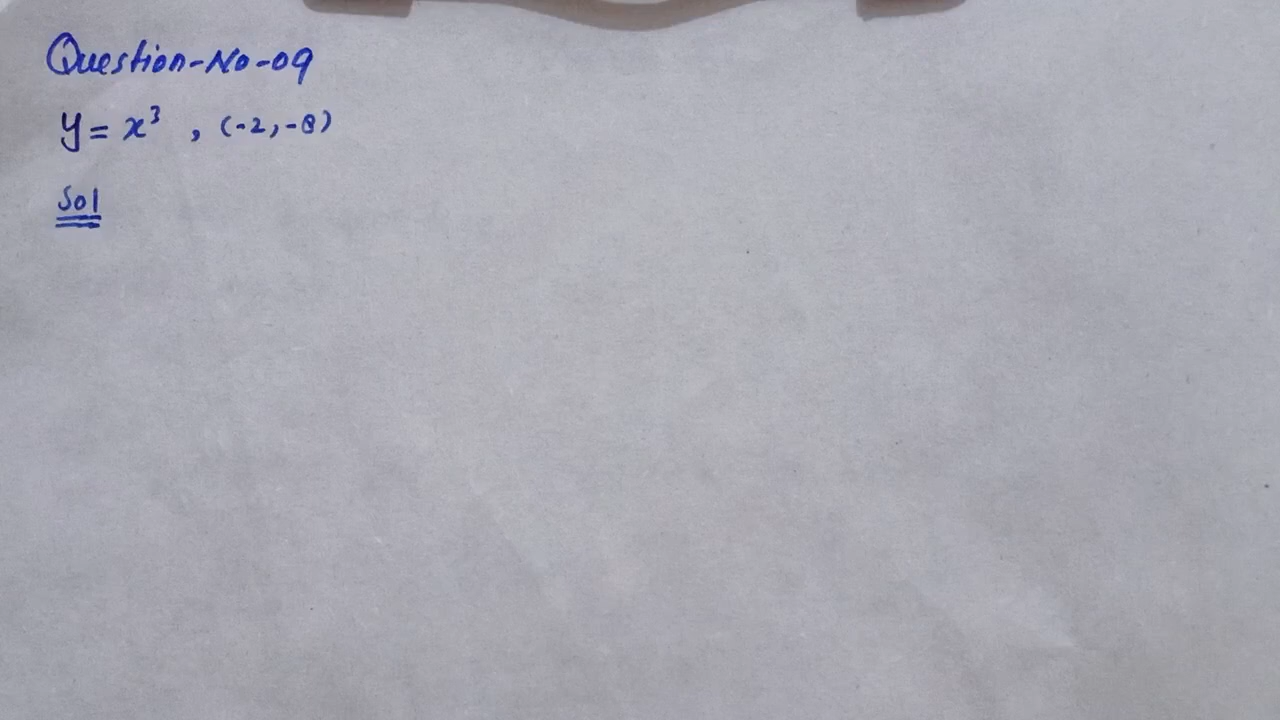 Question-No-09
y = x³ , (-2, -8)
Sol